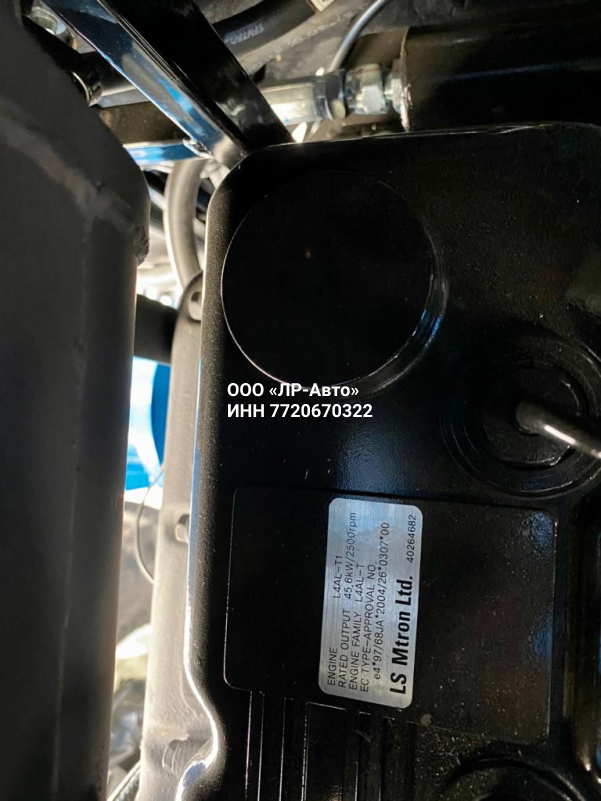 SENTEC
ООО «ЛР-Авто»
ИНН 7720670322
ENGINE L4AL-T1
RATED OUTPUT 45,6kW/2500rpm
ENGINE FAMILY L4AL-T
EC TYPE-APPROVAL NO.
e4*97/68JA*2004/26*0307*00
LS Mtron Ltd. 40264682